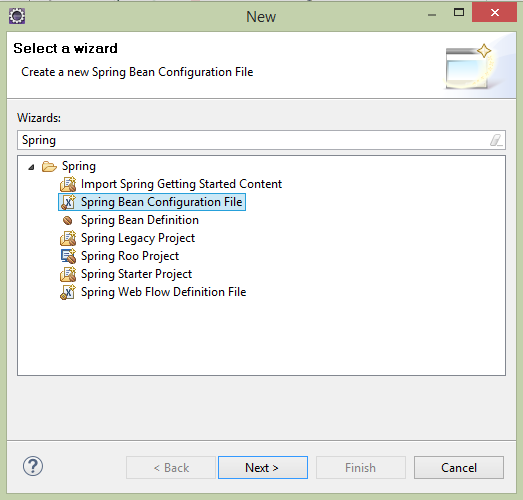 New
Select a wizard
Create a new Spring Bean Configuration File
Wizards:
Spring
Spring
Import Spring Getting Started Content
Spring Bean Configuration File
Spring Bean Definition
Spring Legacy Project
Spring Roo Project
Spring Starter Project
Spring Web Flow Definition File
? < Back Next > Finish Cancel